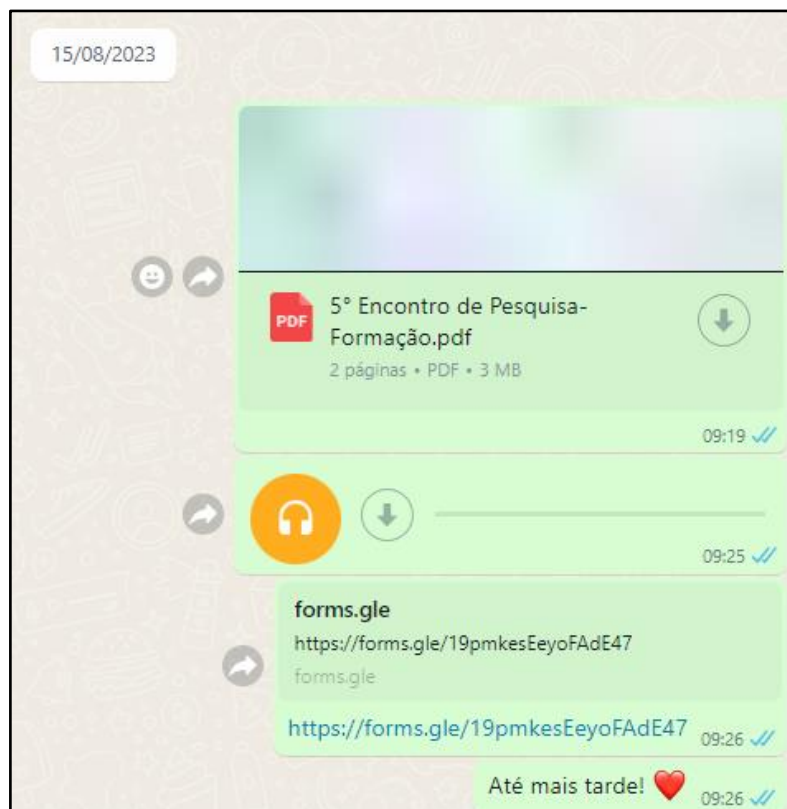 15/08/2023
PDF
5° Encontro de Pesquisa-
Formação.pdf
2 páginas • PDF • 3 MB
09:19
09:25
forms.gle
https://forms.gle/19pmkesEeyoFAdE47
forms.gle
https://forms.gle/19pmkesEeyoFAdE47
09:26
Até mais tarde! ❤️
09:26